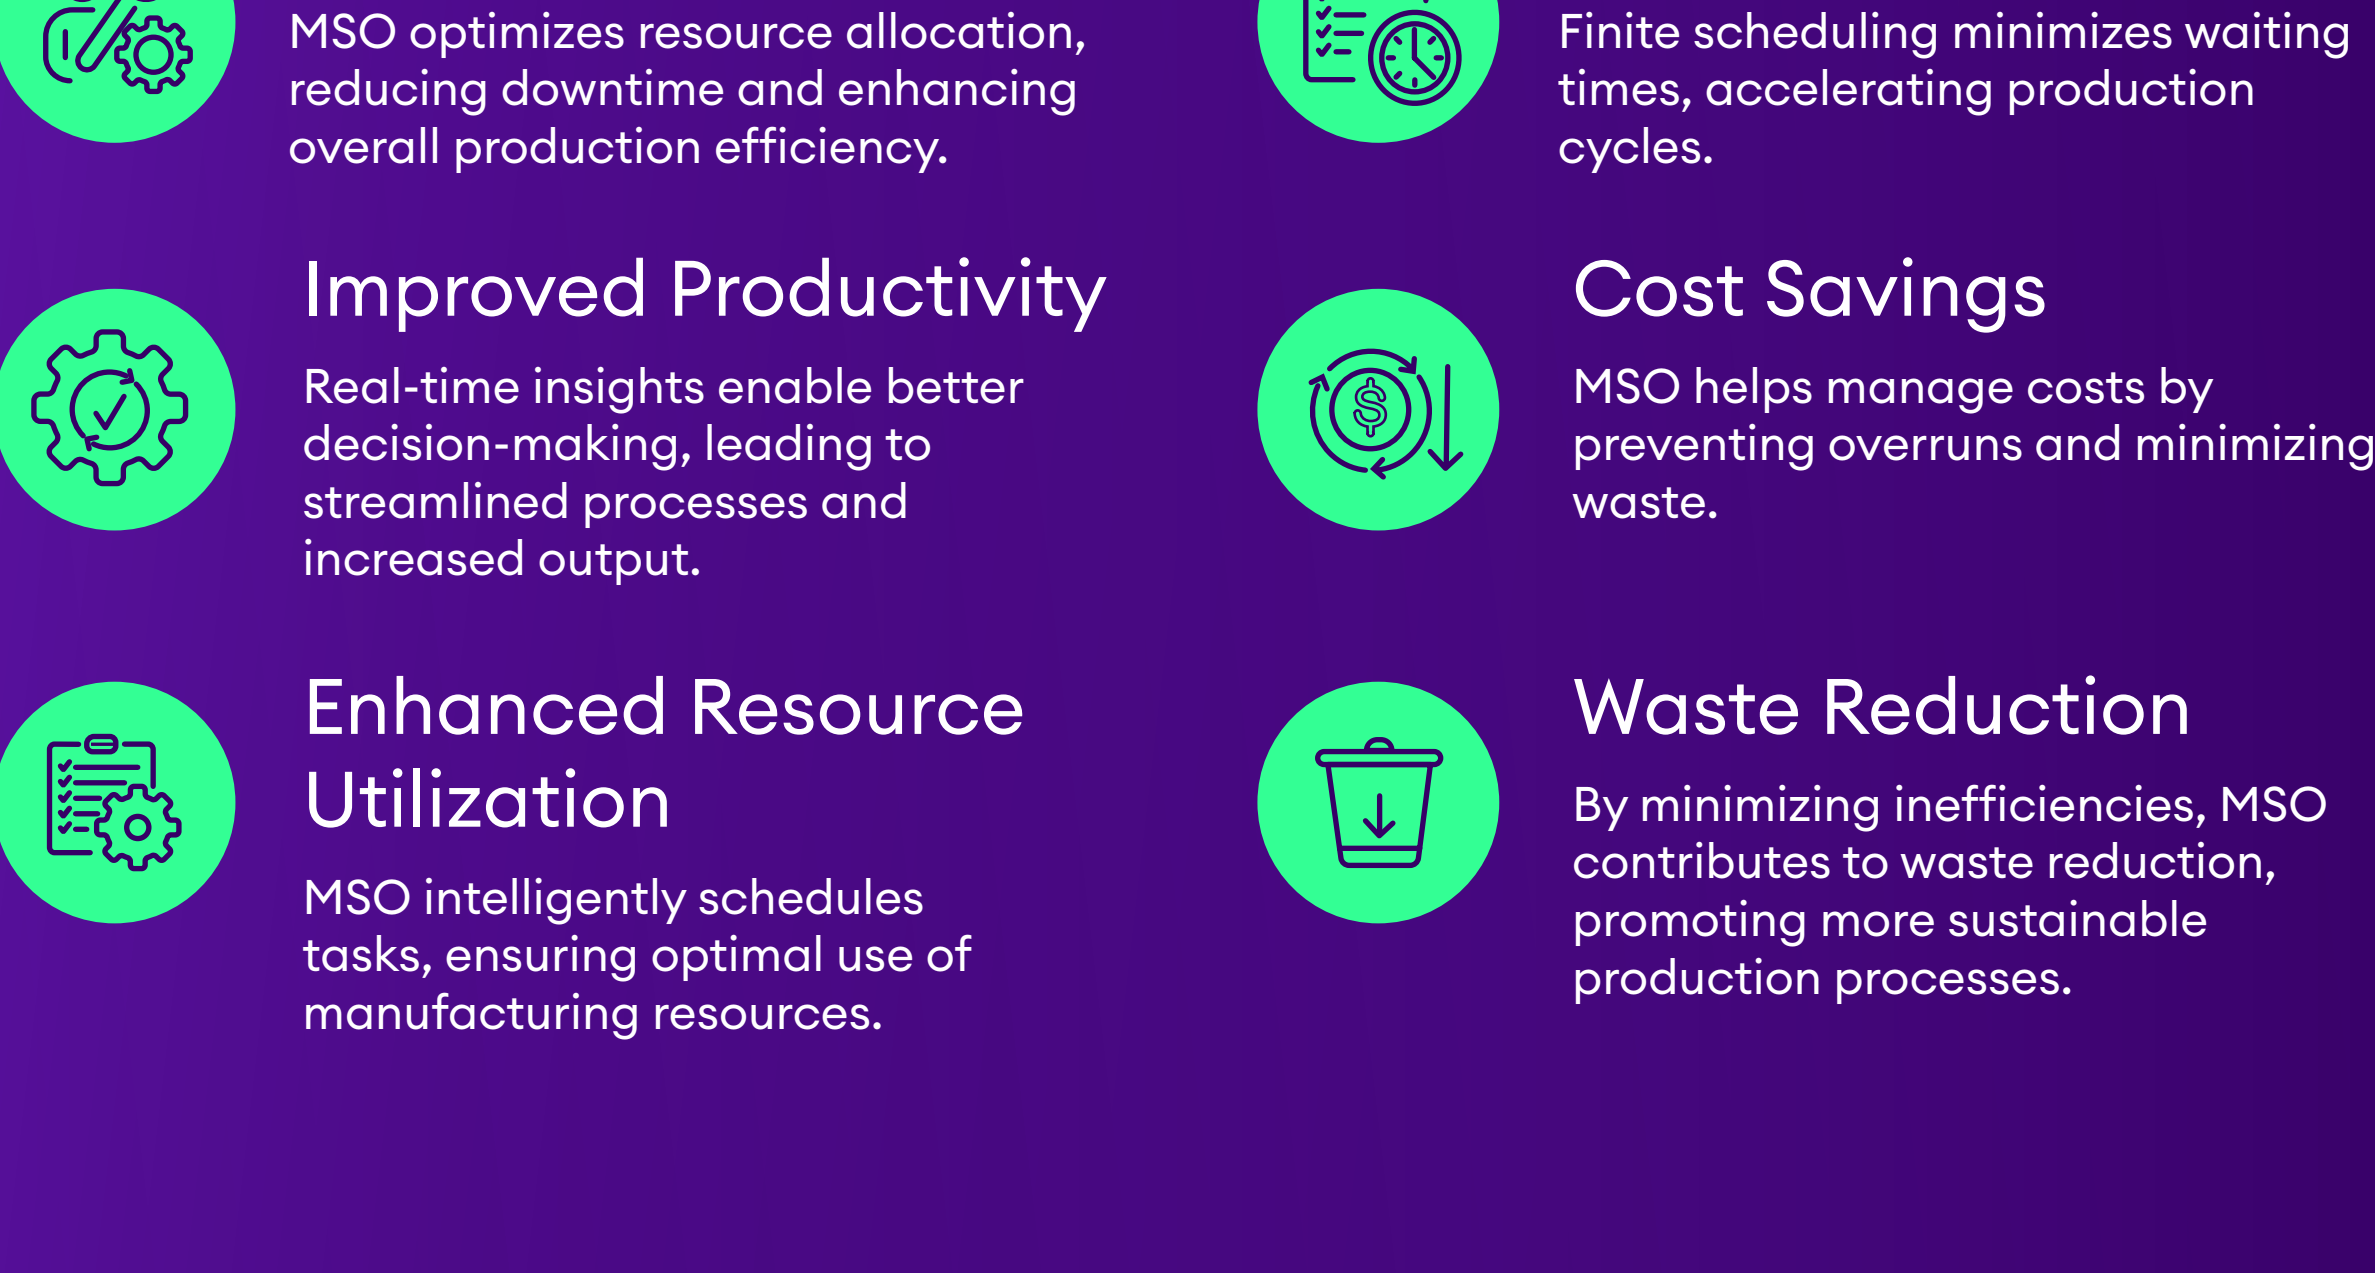 MSO optimizes resource allocation,
reducing downtime and enhancing
overall production efficiency.
Finite scheduling minimizes waiting
times, accelerating production
cycles.
Improved Productivity
Real-time insights enable better
decision-making, leading to
streamlined processes and
increased output.
Cost Savings
$
MSO helps manage costs by
preventing overruns and minimizing
waste.
Enhanced Resource
Utilization
MSO intelligently schedules
tasks, ensuring optimal use of
manufacturing resources.
Waste Reduction
By minimizing inefficiencies, MSO
contributes to waste reduction,
promoting more sustainable
production processes.